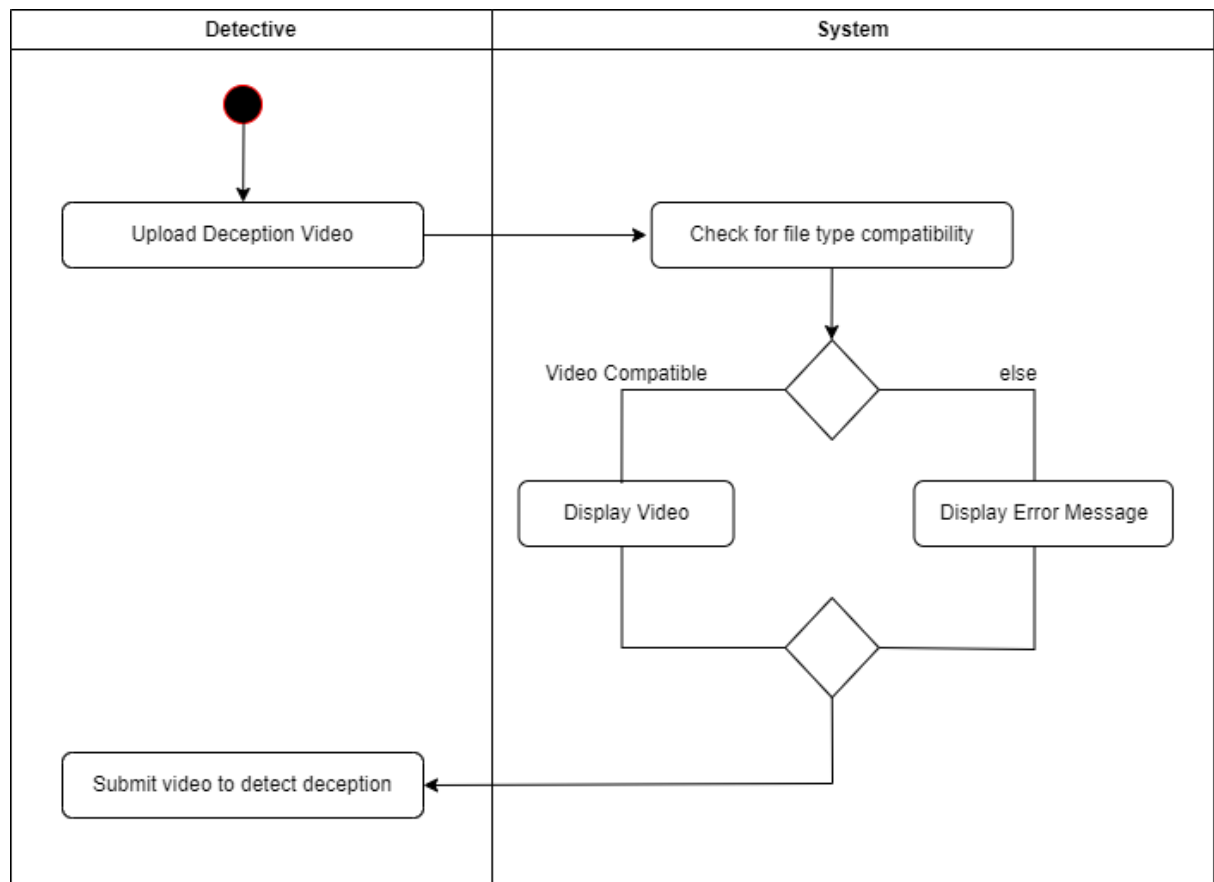 Detective
System
Upload Deception Video
Check for file type compatibility
Video Compatible
else
Display Video
Display Error Message
Submit video to detect deception